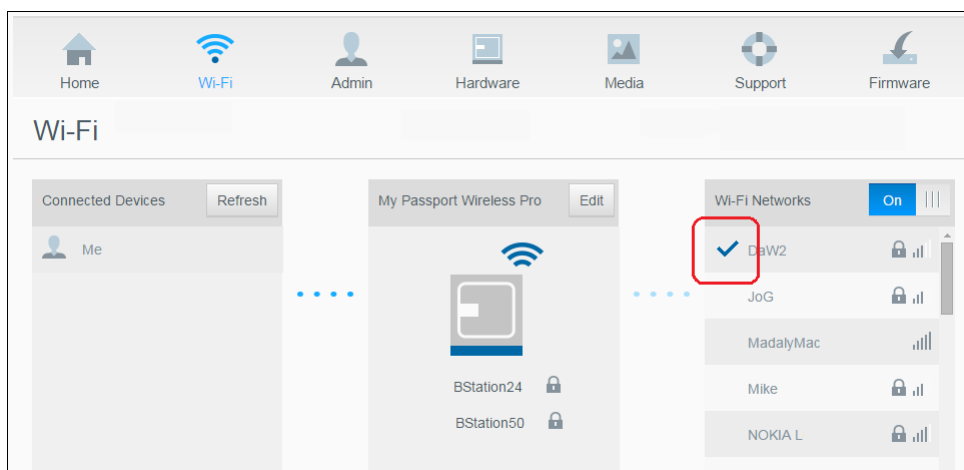 Home Wi-Fi Admin Hardware Media Support Firmware
Wi-Fi
Connected Devices Refresh
Me
My Passport Wireless Pro Edit
BStation24
BStation50
Wi-Fi Networks On
DaW2
JoG
MadalyMac
Mike
NOKIA L